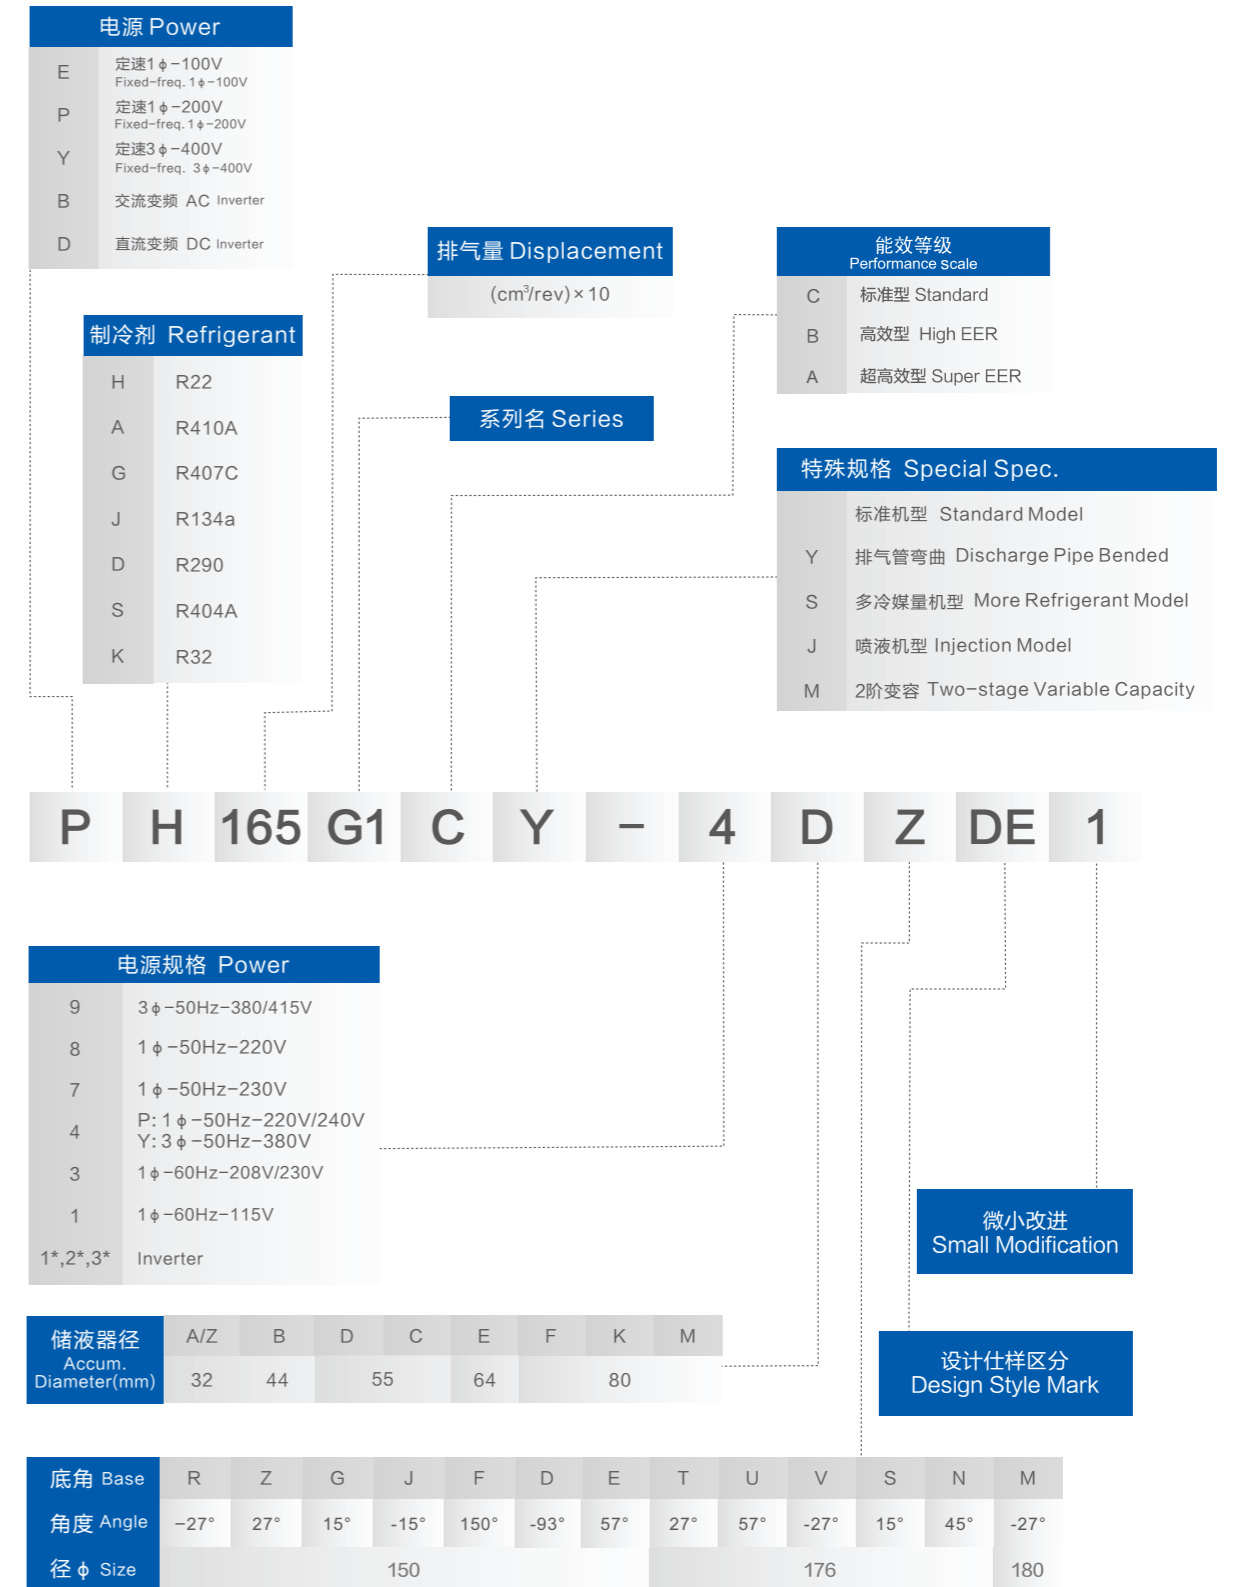 电源 Power
E 定速1ϕ-100V
Fixed-freq. 1ϕ-100V
P 定速1ϕ-200V
Fixed-freq. 1ϕ-200V
Y 定速3ϕ-400V
Fixed-freq. 3ϕ-400V
B 交流变频 AC Inverter
D 直流变频 DC Inverter
排气量 Displacement
(cm³/rev)×10
能效等级
Performance scale
C 标准型 Standard
B 高效型 High EER
A 超高效型 Super EER
制冷剂 Refrigerant
H R22
A R410A
G R407C
J R134a
D R290
S R404A
K R32
系列名 Series
特殊规格 Special Spec.
标准机型 Standard Model
Y 排气管弯曲 Discharge Pipe Bended
S 多冷媒量机型 More Refrigerant Model
J 喷液机型 Injection Model
M 2阶变容 Two-stage Variable Capacity
P H 165 G1 C Y - 4 D Z DE 1
电源规格 Power
9 3ϕ-50Hz-380/415V
8 1ϕ-50Hz-220V
7 1ϕ-50Hz-230V
4 P: 1ϕ-50Hz-220V/240V
Y: 3ϕ-50Hz-380V
3 1ϕ-60Hz-208V/230V
1 1ϕ-60Hz-115V
1*,2*,3* Inverter
微小改进
Small Modification
设计仕样区分
Design Style Mark
储液器径
Accum.
Diameter(mm)
A/Z B D C E F K M
32 44 55 64 80
底角 Base R Z G J F D E T U V S N M
角度 Angle -27° 27° 15° -15° 150° -93° 57° 27° 57° -27° 15° 45° -27°
径 ϕ Size 150 176 180